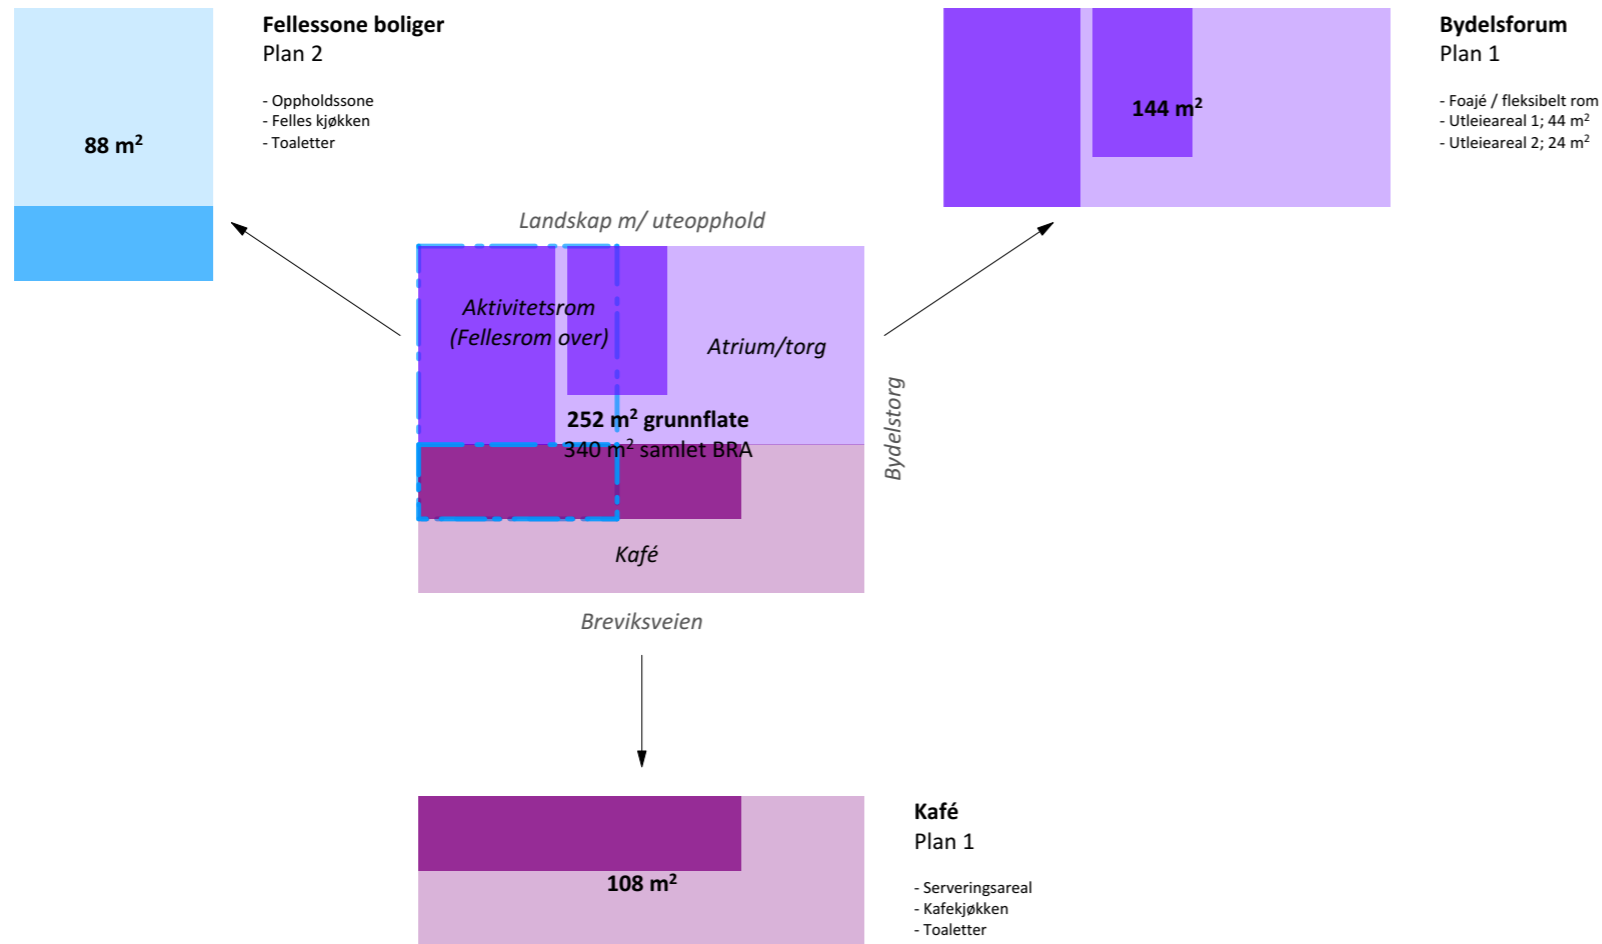 Fellessone boliger
Plan 2
- Oppholdssone
- Felles kjøkken
- Toaletter
88 m²
Bydelsforum
Plan 1
- Foajé / fleksibelt rom
- Utleieareal 1; 44 m²
- Utleieareal 2; 24 m²
144 m²
Landskap m/ uteopphold
Aktivitetsrom
(Fellesrom over)
Atrium/torg
252 m² grunnflate
340 m² samlet BRA
Bydelstorg
Kafé
Breviksveien
Kafé
Plan 1
- Serveringsareal
- Kafekjøkken
- Toaletter
108 m²